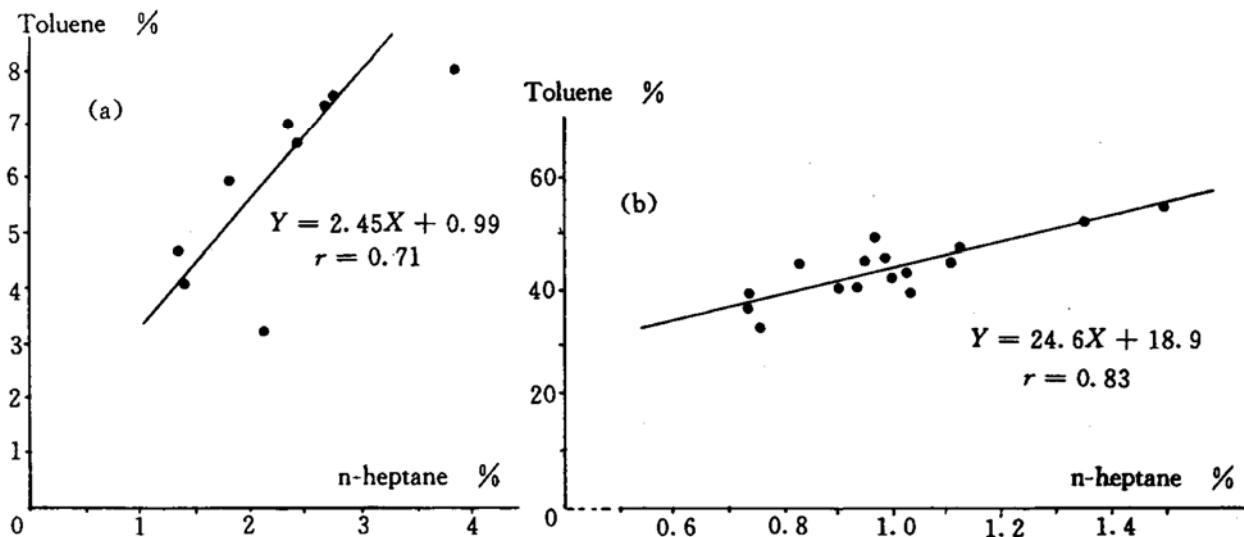 Toluene %
8
7
6
5
4
3
2
1
0
(a)
Y = 2.45X + 0.99
r = 0.71
n-heptane %
1
2
3
4
Toluene %
60
40
20
0
(b)
Y = 24.6X + 18.9
r = 0.83
n-heptane %
0.6
0.8
1.0
1.2
1.4